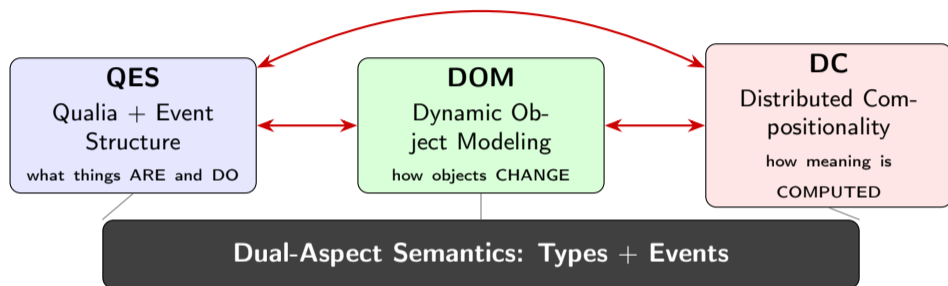 QES
Qualia + Event
Structure
what things ARE and DO
DOM
Dynamic Ob-
ject Modeling
how objects CHANGE
DC
Distributed Com-
positionality
how meaning is
COMPUTED
Dual-Aspect Semantics: Types + Events